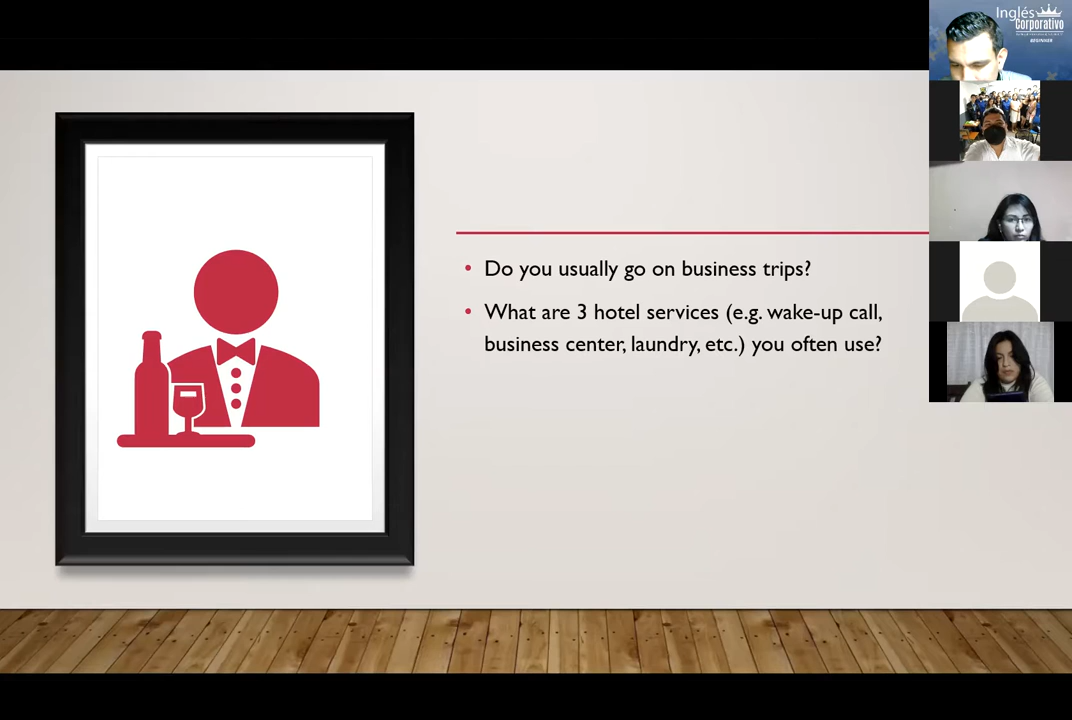 Inglés
Corporativo
BEGINNER
• Do you usually go on business trips?
• What are 3 hotel services (e.g. wake-up call,
business center, laundry, etc.) you often use?